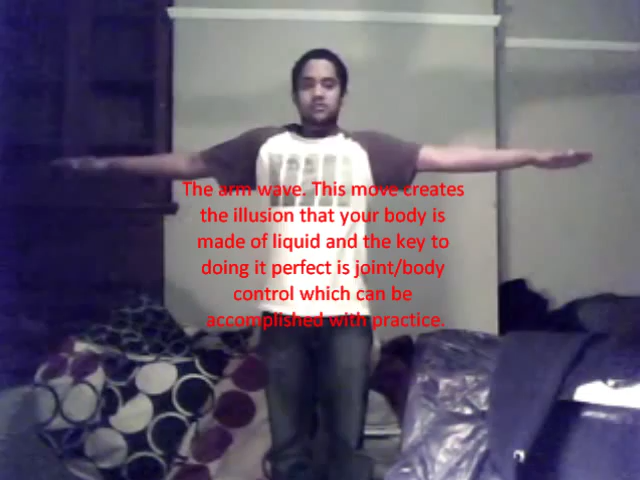 The arm wave. This move creates
the illusion that your body is
made of liquid and the key to
doing it perfect is joint/body
control which can be
accomplished with practice.